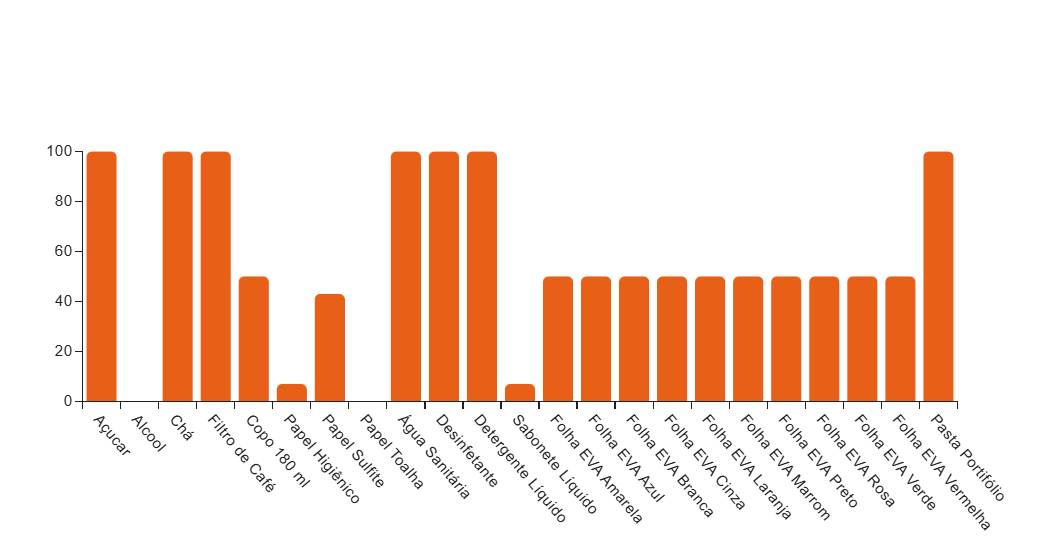 100
80
60
40
20
0
Açucar
Alcool
Chá
Filtro de Café
Copo 180 ml
Papel Higiênico
Papel Sulfite
Papel Toalha
Água Sanitária
Desinfetante
Detergente Líquido
Sabonete Líquido
Folha EVA Amarela
Folha EVA Azul
Folha EVA Branca
Folha EVA Cinza
Folha EVA Laranja
Folha EVA Marrom
Folha EVA Preto
Folha EVA Rosa
Folha EVA Verde
Folha EVA Vermelha
Pasta Portifólio